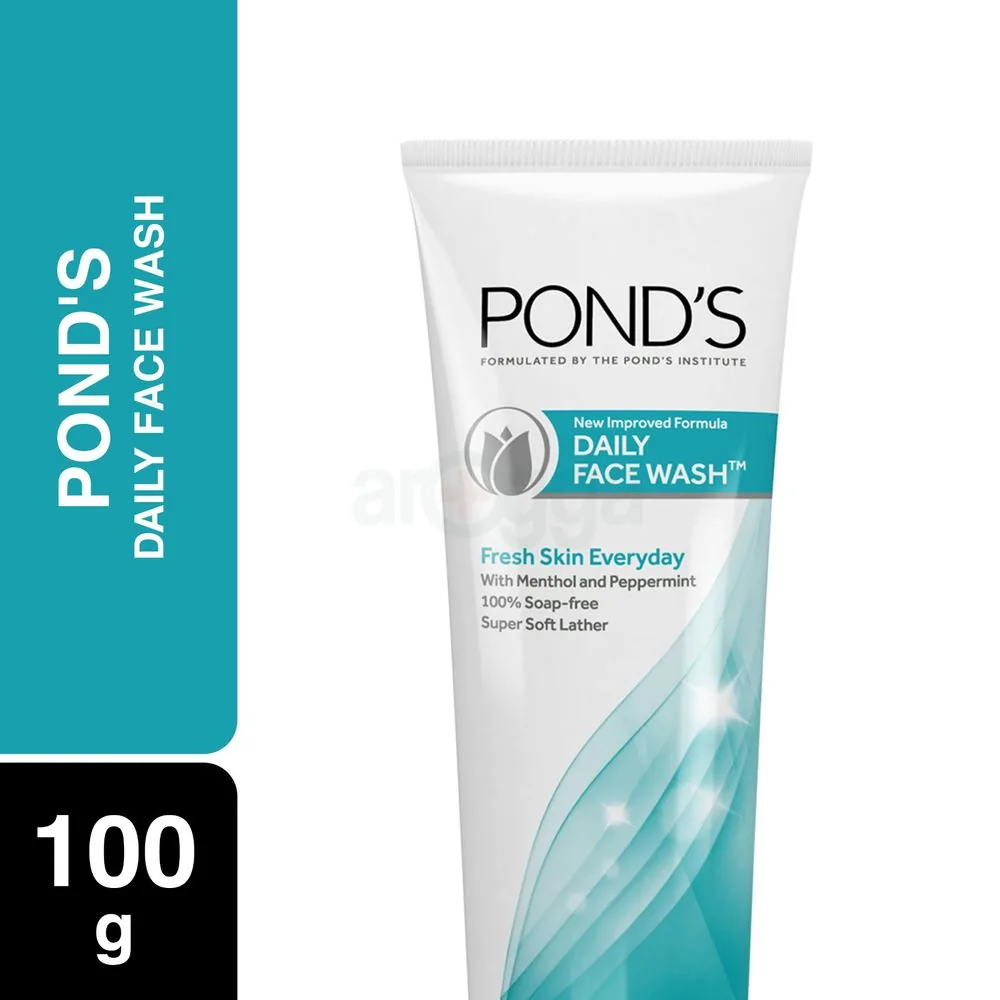 POND'S
DAILY FACE WASH
100
g
POND'S
FORMULATED BY THE POND'S INSTITUTE
New Improved Formula
DAILY
FACE WASH™
arogga
Fresh Skin Everyday
With Menthol and Peppermint
100% Soap-free
Super Soft Lather